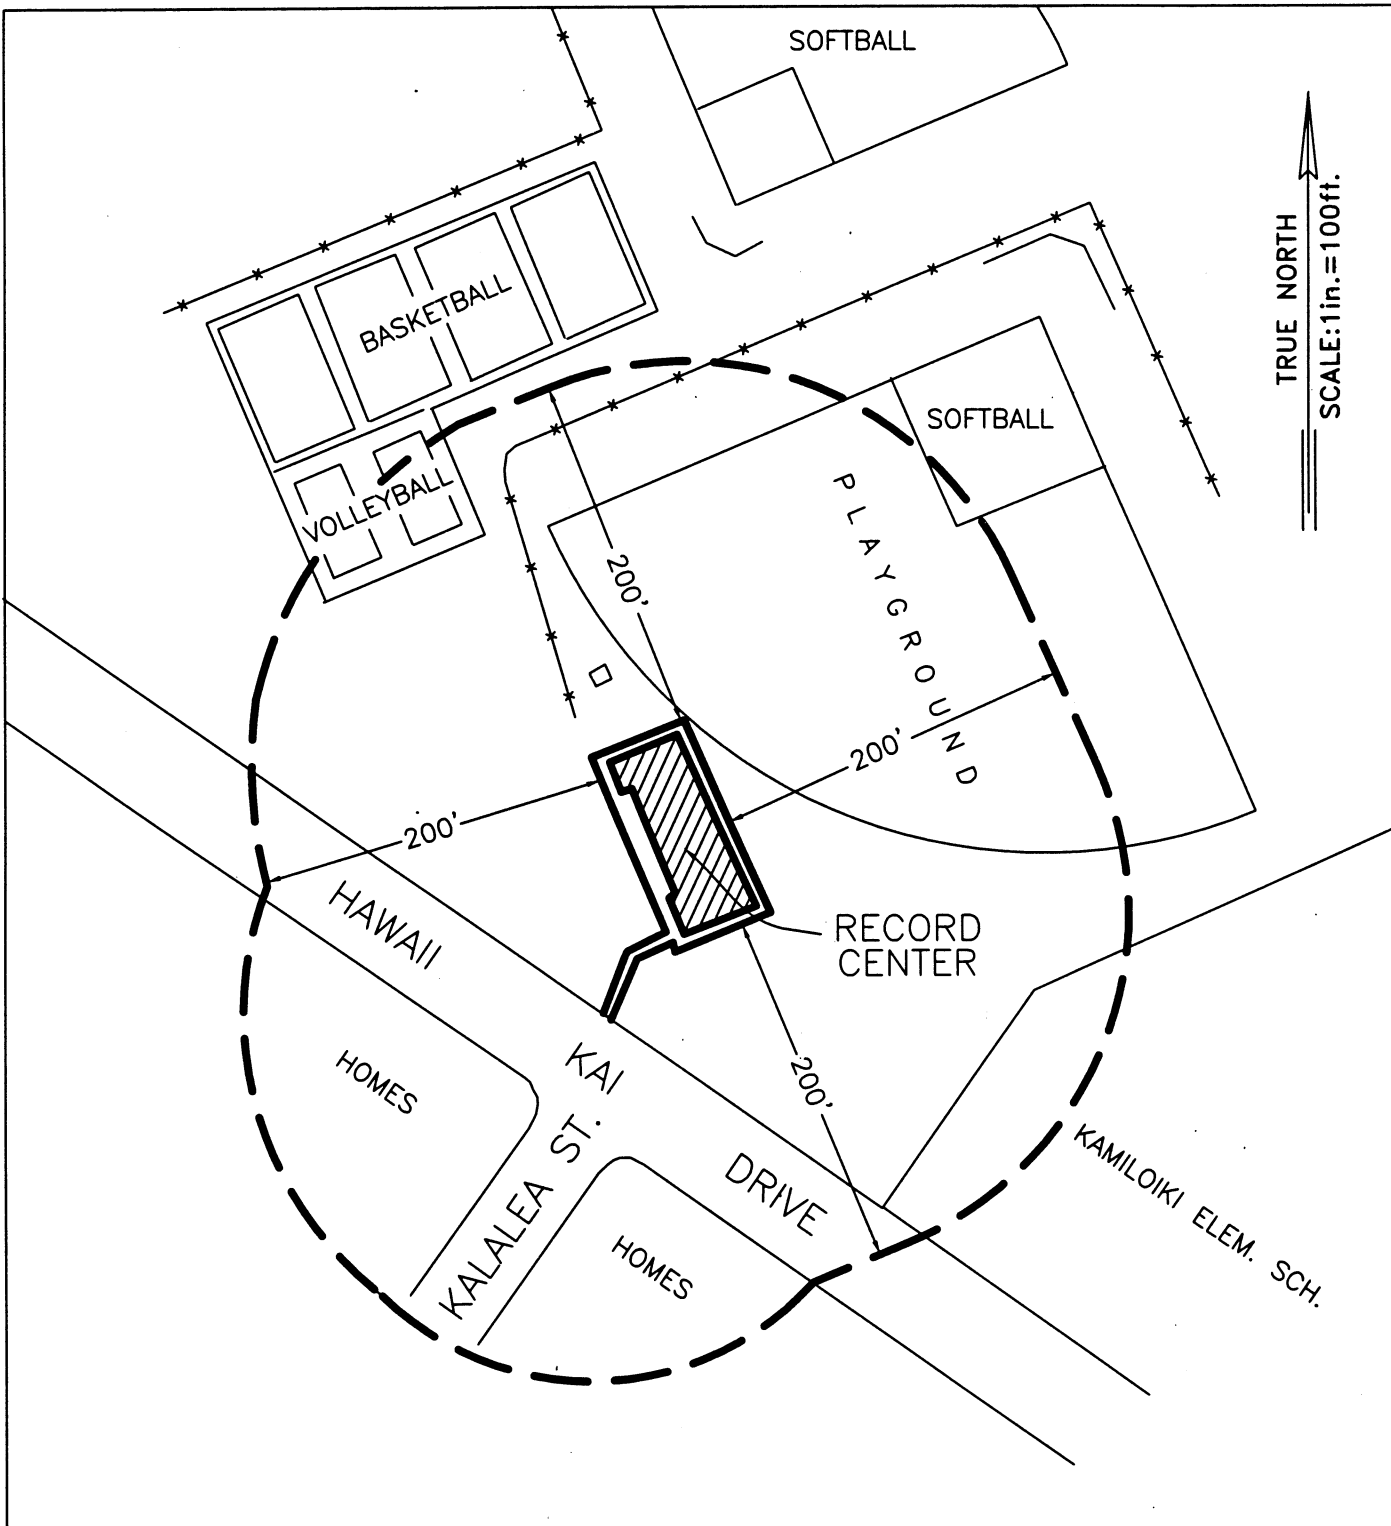 SOFTBALL
TRUE NORTH
SCALE:1in.=100ft.
BASKETBALL
SOFTBALL
VOLLEYBALL
PLAYGROUND
200'
200'
200'
HAWAII
KAI
DRIVE
RECORD
CENTER
200'
HOMES
KALALEA ST.
HOMES
KAMILOIKI ELEM. SCH.